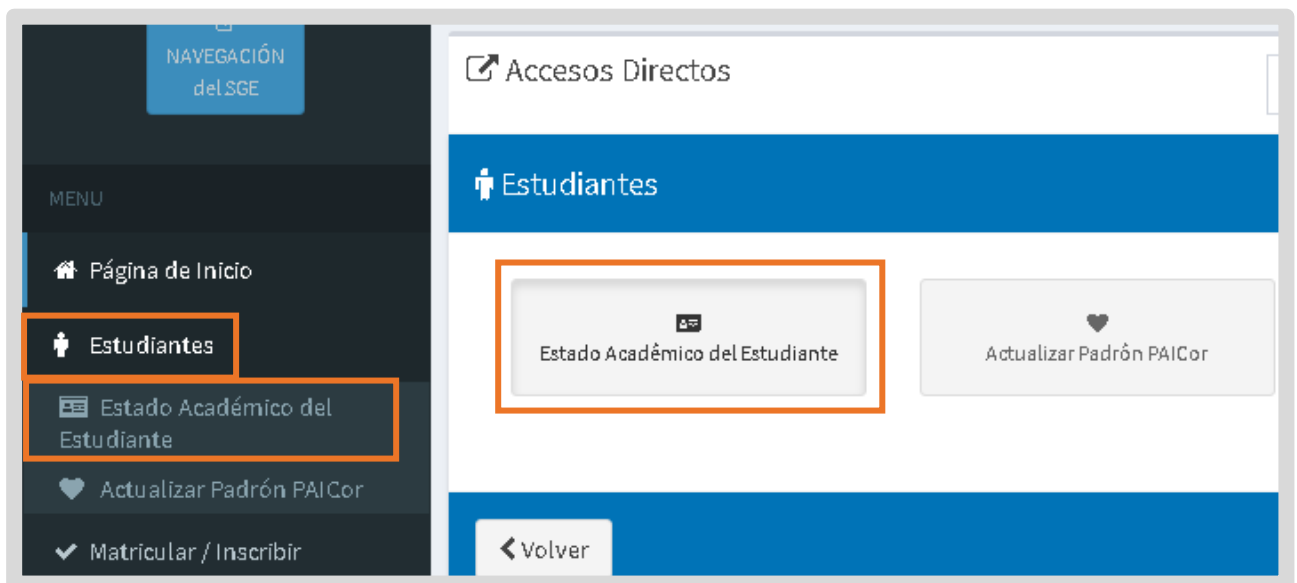 NAVEGACIÓN
del SGE
MENU
Página de Inicio
Estudiantes
Estado Académico del
Estudiante
Actualizar Padrón PAICor
Matricular / Inscribir
Accesos Directos
Estudiantes
Estado Académico del Estudiante
Actualizar Padrón PAICor
Volver